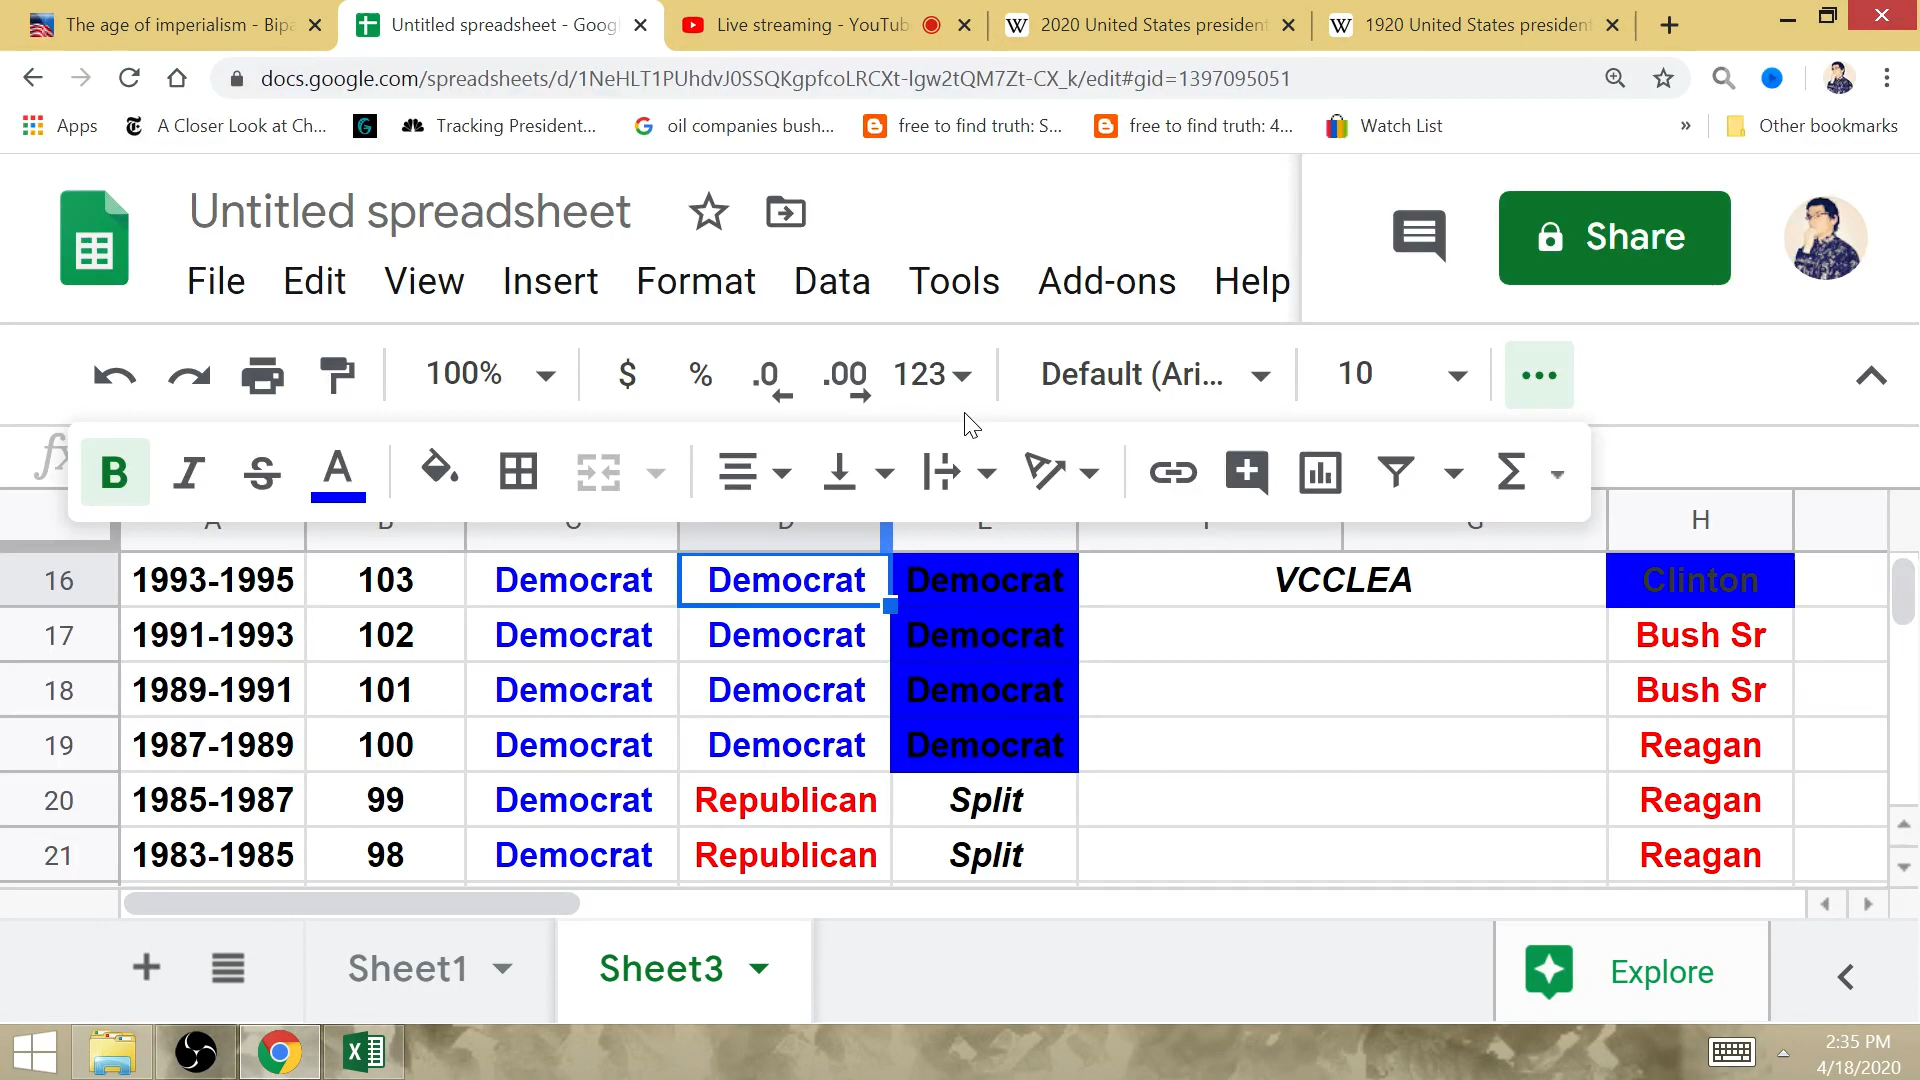 The age of imperialism - Bipa
Untitled spreadsheet - Googl
Live streaming - YouTub
W 2020 United States president
W 1920 United States president
docs.google.com/spreadsheets/d/1NeHLT1PUhdvJ0SSQKgpfcoLRCXt-lgw2tQM7Zt-CX_k/edit#gid=1397095051
Apps
A Closer Look at Ch...
Tracking President...
oil companies bush...
free to find truth: S...
free to find truth: 4...
Watch List
»
Other bookmarks
Untitled spreadsheet
Share
File Edit View Insert Format Data Tools Add-ons Help
100% $ % .0 .00 123 Default (Ari... 10
fx
B I S A Σ
H
16 1993-1995 103 Democrat Democrat Democrat VCCLEA Clinton
17 1991-1993 102 Democrat Democrat Democrat Bush Sr
18 1989-1991 101 Democrat Democrat Democrat Bush Sr
19 1987-1989 100 Democrat Democrat Democrat Reagan
20 1985-1987 99 Democrat Republican Split Reagan
21 1983-1985 98 Democrat Republican Split Reagan
Sheet1
Sheet3
Explore
2:35 PM
4/18/2020